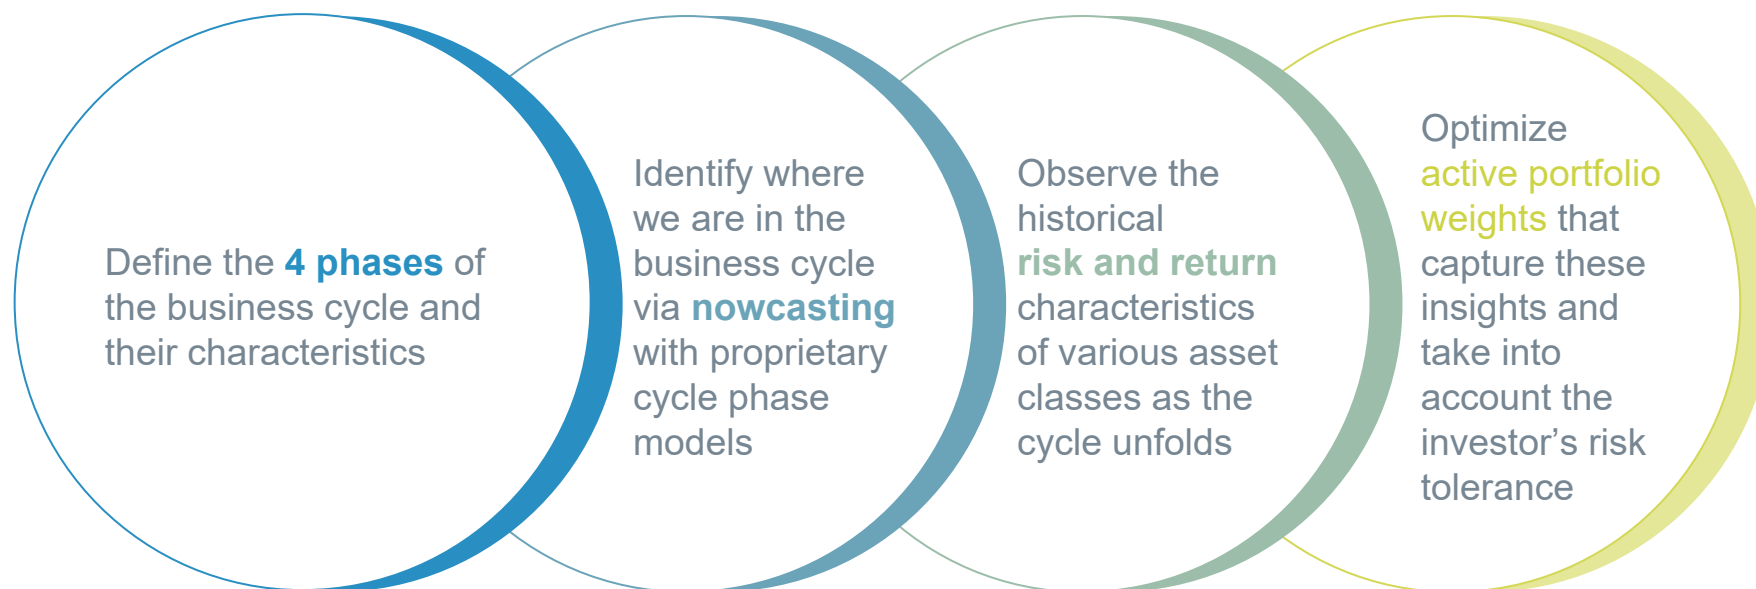 Define the 4 phases of
the business cycle and
their characteristics
Identify where
we are in the
business cycle
via nowcasting
with proprietary
cycle phase
models
Observe the
historical
risk and return
characteristics
of various asset
classes as the
cycle unfolds
Optimize
active portfolio
weights that
capture these
insights and
take into
account the
investor’s risk
tolerance